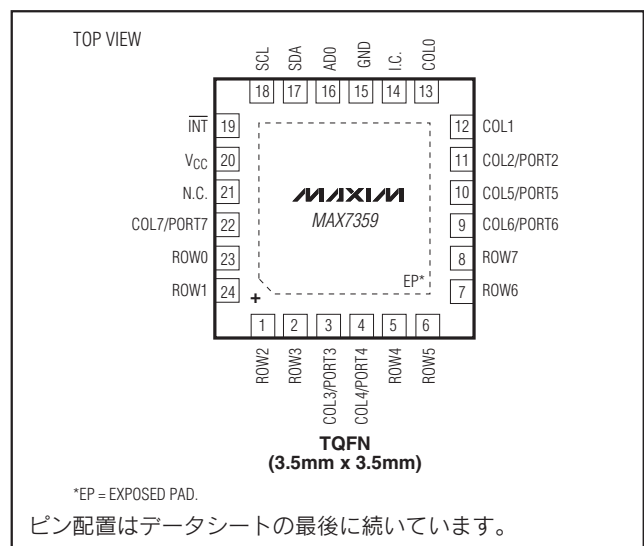 TOP VIEW
SCL SDA AD0 GND I.C. COL0
18 17 16 15 14 13
INT 19
VCC 20
N.C. 21
COL7/PORT7 22
ROW0 23
ROW1 24
12 COL1
11 COL2/PORT2
10 COL5/PORT5
9 COL6/PORT6
8 ROW7
7 ROW6
MAXIM
MAX7359
EP*
+
1 2 3 4 5 6
ROW2 ROW3 COL3/PORT3 COL4/PORT4 ROW4 ROW5
TQFN
(3.5mm x 3.5mm)
*EP = EXPOSED PAD.
ピン配置はデータシートの最後に続いています。